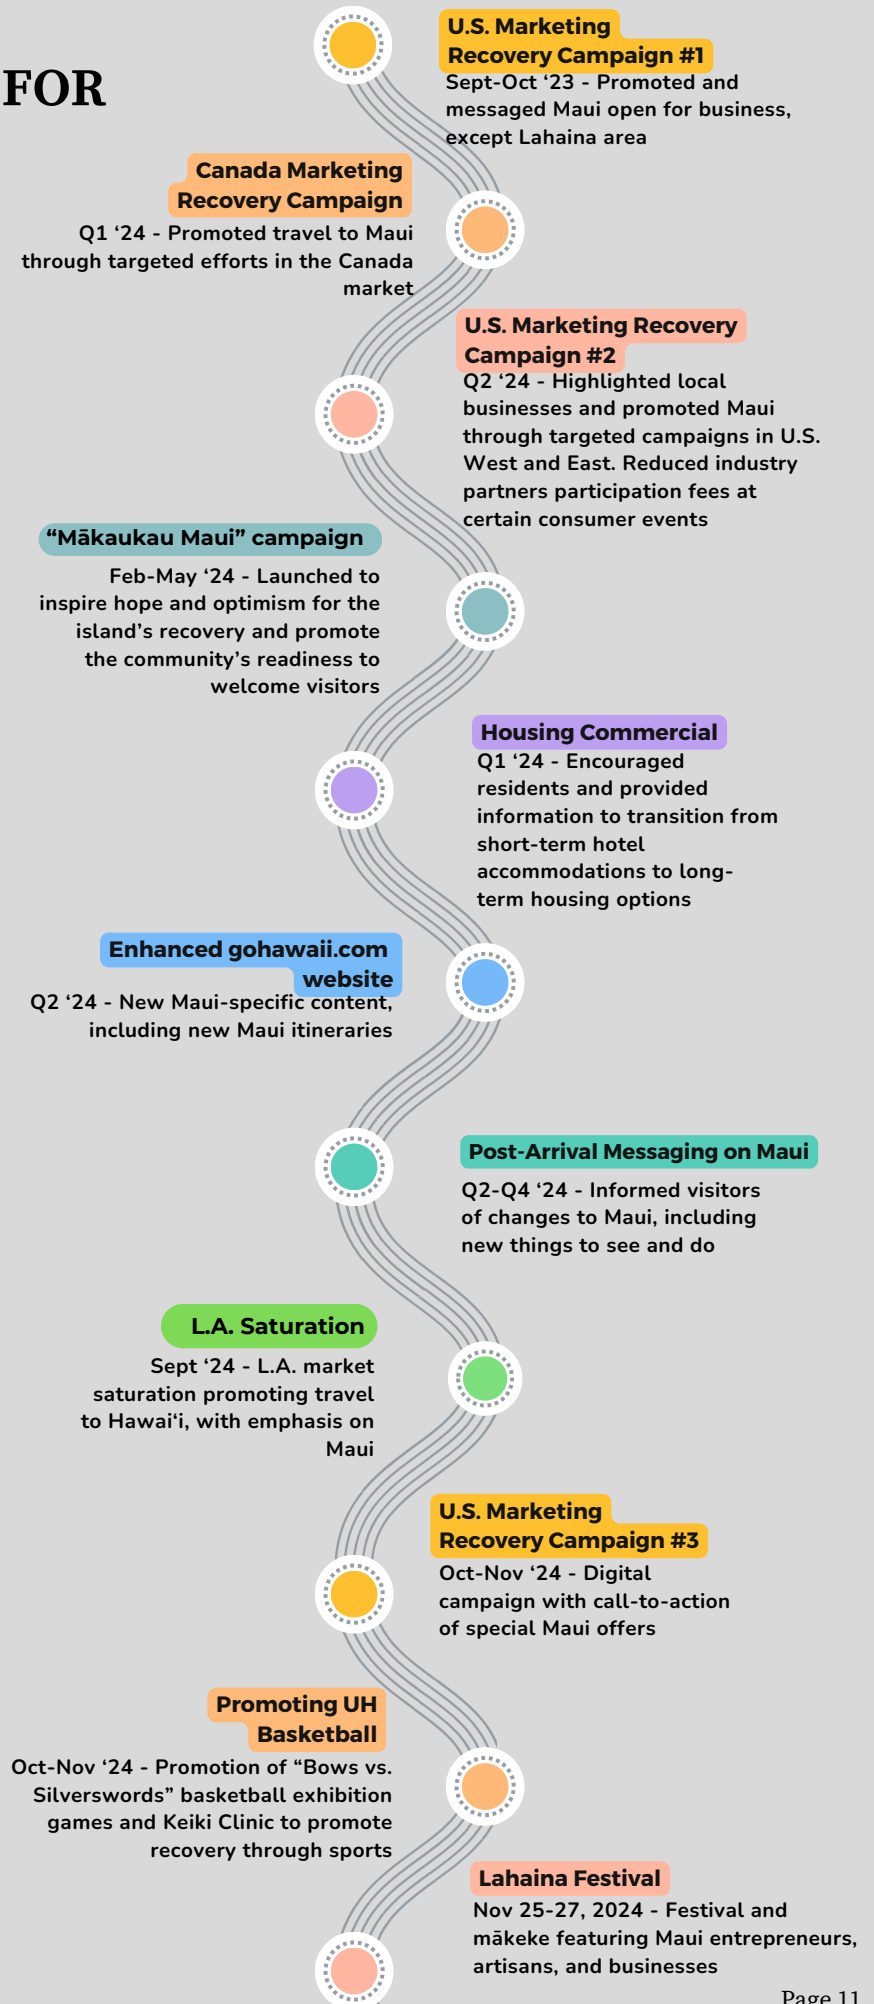 FOR
U.S. Marketing
Recovery Campaign #1
Sept-Oct ‘23 - Promoted and
messaged Maui open for business,
except Lahaina area
Canada Marketing
Recovery Campaign
Q1 ‘24 - Promoted travel to Maui
through targeted efforts in the Canada
market
U.S. Marketing Recovery
Campaign #2
Q2 ‘24 - Highlighted local
businesses and promoted Maui
through targeted campaigns in U.S.
West and East. Reduced industry
partners participation fees at
certain consumer events
“Mākaukau Maui” campaign
Feb-May ‘24 - Launched to
inspire hope and optimism for the
island’s recovery and promote
the community’s readiness to
welcome visitors
Housing Commercial
Q1 ‘24 - Encouraged
residents and provided
information to transition from
short-term hotel
accommodations to long-
term housing options
Enhanced gohawaii.com
website
Q2 ‘24 - New Maui-specific content,
including new Maui itineraries
Post-Arrival Messaging on Maui
Q2-Q4 ‘24 - Informed visitors
of changes to Maui, including
new things to see and do
L.A. Saturation
Sept ‘24 - L.A. market
saturation promoting travel
to Hawai‘i, with emphasis on
Maui
U.S. Marketing
Recovery Campaign #3
Oct-Nov ‘24 - Digital
campaign with call-to-action
of special Maui offers
Promoting UH
Basketball
Oct-Nov ‘24 - Promotion of “Bows vs.
Silverswords” basketball exhibition
games and Keiki Clinic to promote
recovery through sports
Lahaina Festival
Nov 25-27, 2024 - Festival and
mākeke featuring Maui entrepreneurs,
artisans, and businesses
Page 11